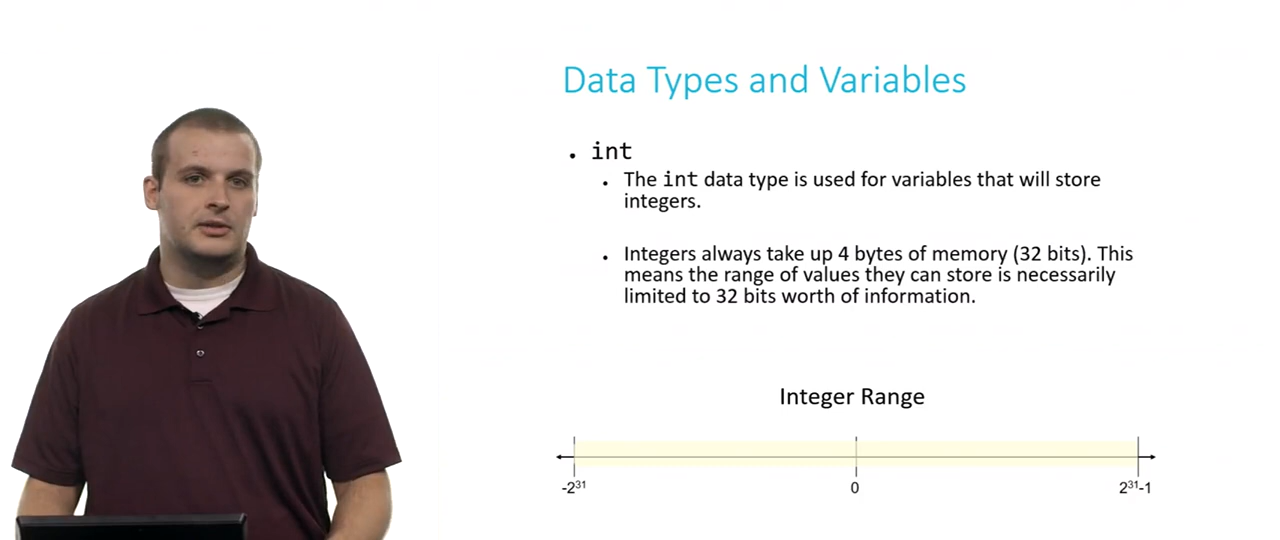 Data Types and Variables
• int
• The int data type is used for variables that will store
integers.
• Integers always take up 4 bytes of memory (32 bits). This
means the range of values they can store is necessarily
limited to 32 bits worth of information.
Integer Range
-2³¹ 0 2³¹-1